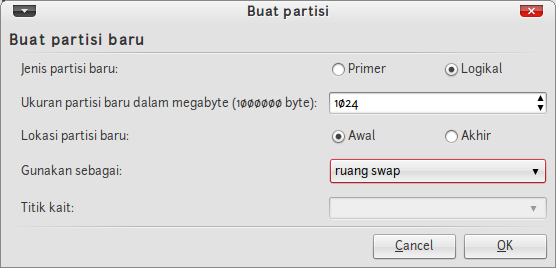 Buat partisi
Buat partisi baru
Jenis partisi baru: Primer Logikal
Ukuran partisi baru dalam megabyte (1000000 byte): 1024
Lokasi partisi baru: Awal Akhir
Gunakan sebagai: ruang swap
Titik kait:
Cancel OK